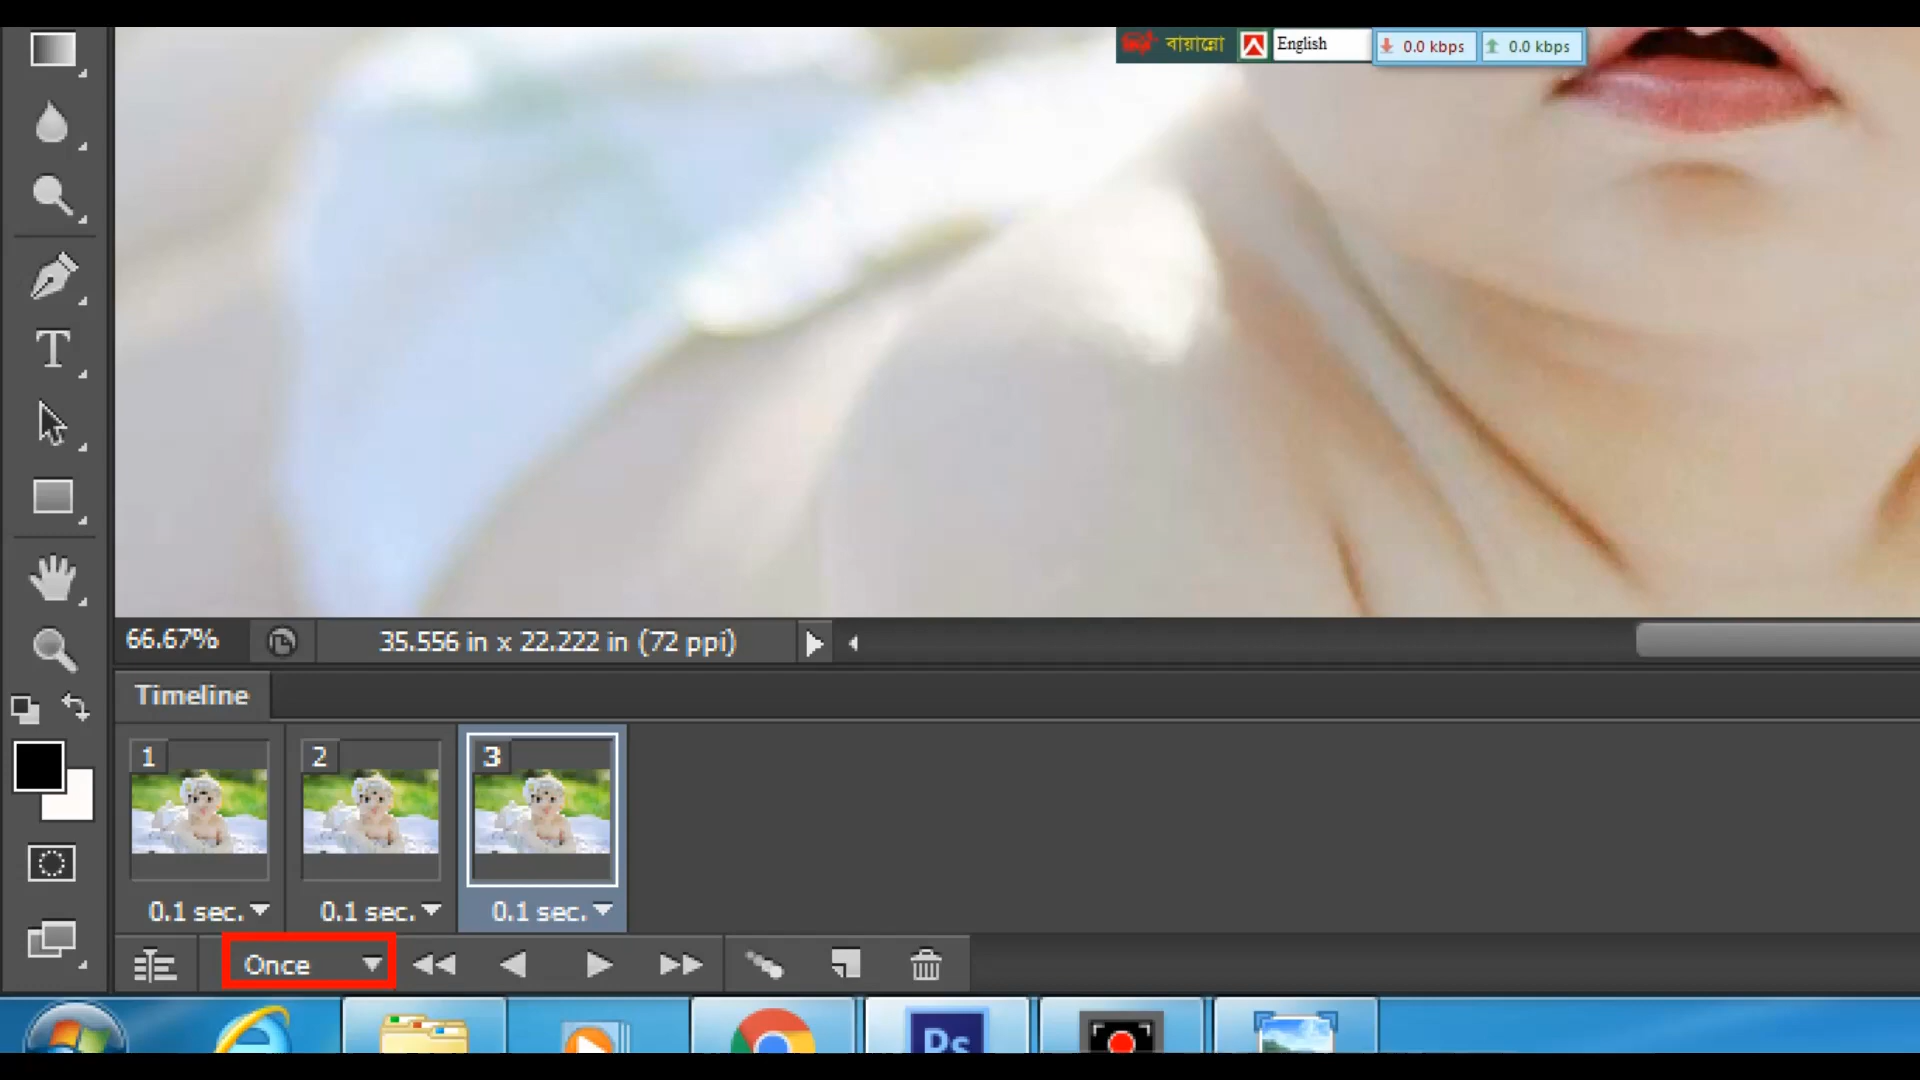 বায়ান্নো English 0.0 kbps 0.0 kbps
T
66.67% 35.556 in x 22.222 in (72 ppi)
Timeline
1 2 3
0.1 sec. 0.1 sec. 0.1 sec.
Once
Ps